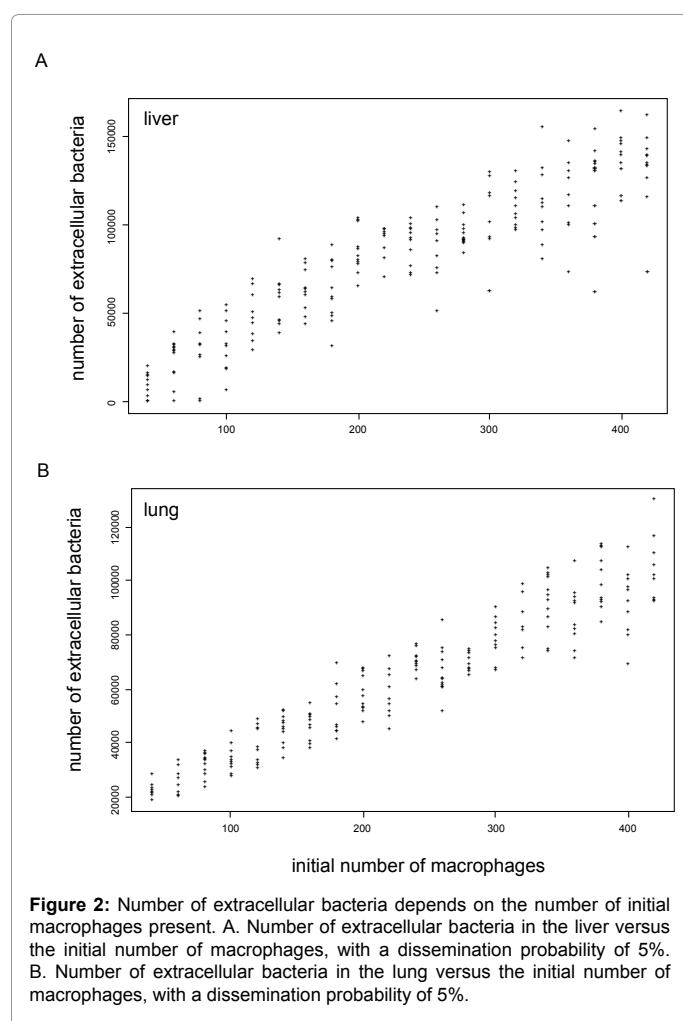 A
liver
number of extracellular bacteria
150000
100000
50000
0
100 200 300 400
B
lung
number of extracellular bacteria
120000
100000
80000
60000
40000
20000
100 200 300 400
initial number of macrophages
Figure 2: Number of extracellular bacteria depends on the number of initial
macrophages present. A. Number of extracellular bacteria in the liver versus
the initial number of macrophages, with a dissemination probability of 5%.
B. Number of extracellular bacteria in the lung versus the initial number of
macrophages, with a dissemination probability of 5%.